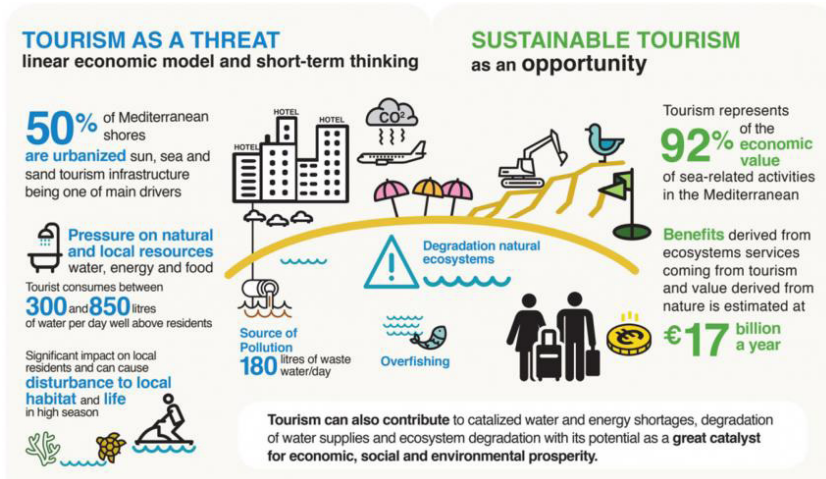 TOURISM AS A THREAT
linear economic model and short-term thinking
50% of Mediterranean
shores
are urbanized sun, sea and
sand tourism infrastructure
being one of main drivers
Pressure on natural
and local resources
water, energy and food
Tourist consumes between
300 and 850 litres
of water per day well above residents
Significant impact on local
residents and can cause
disturbance to local
habitat and life
in high season
HOTEL
HOTEL
HOTEL
CO²
Degradation natural
ecosystems
Source of
Pollution
180 litres of waste
water/day
Overfishing
SUSTAINABLE TOURISM
as an opportunity
Tourism represents
92% of the
economic
value
of sea-related activities
in the Mediterranean
Benefits derived from
ecosystems services
coming from tourism
and value derived from
nature is estimated at
€17 billion
a year
€
Tourism can also contribute to catalized water and energy shortages, degradation
of water supplies and ecosystem degradation with its potential as a great catalyst
for economic, social and environmental prosperity.